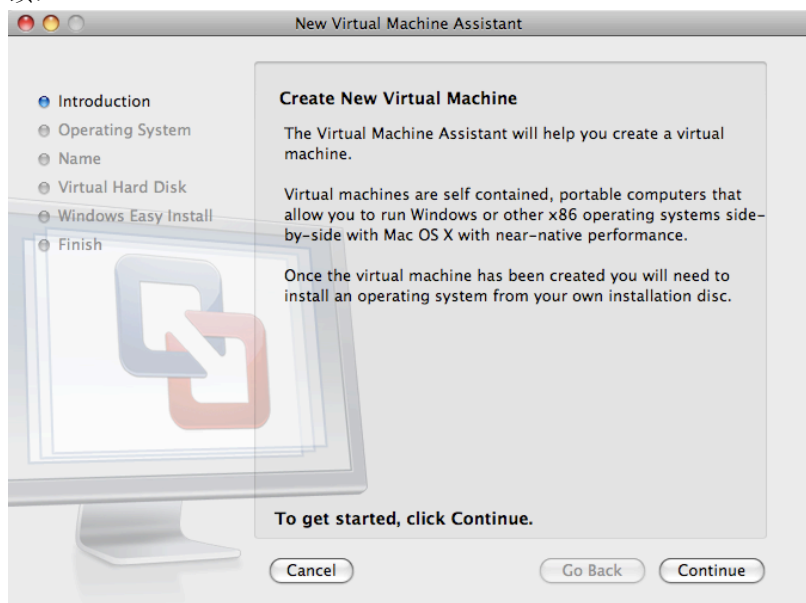 New Virtual Machine Assistant
Introduction
Operating System
Name
Virtual Hard Disk
Windows Easy Install
Finish
Create New Virtual Machine
The Virtual Machine Assistant will help you create a virtual
machine.
Virtual machines are self contained, portable computers that
allow you to run Windows or other x86 operating systems side-
by-side with Mac OS X with near-native performance.
Once the virtual machine has been created you will need to
install an operating system from your own installation disc.
To get started, click Continue.
Cancel
Go Back
Continue